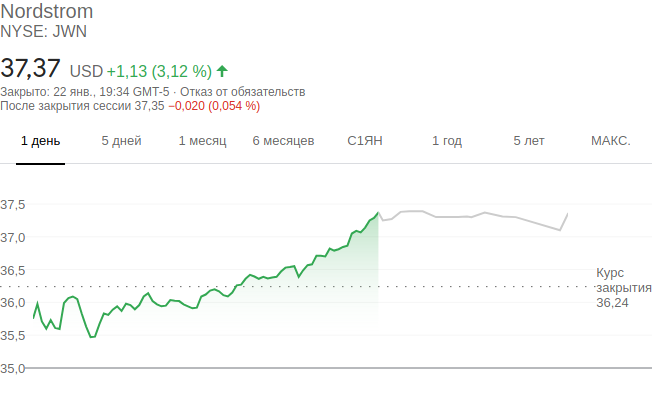 Nordstrom
NYSE: JWN
37,37 USD +1,13 (3,12 %)
Закрыто: 22 янв., 19:34 GMT-5 · Отказ от обязательств
После закрытия сессии 37,35 −0,020 (0,054 %)
1 день 5 дней 1 месяц 6 месяцев С1ЯН 1 год 5 лет МАКС.
37,5
37,0
36,5
Курс
закрытия
36,24
36,0
35,5
35,0